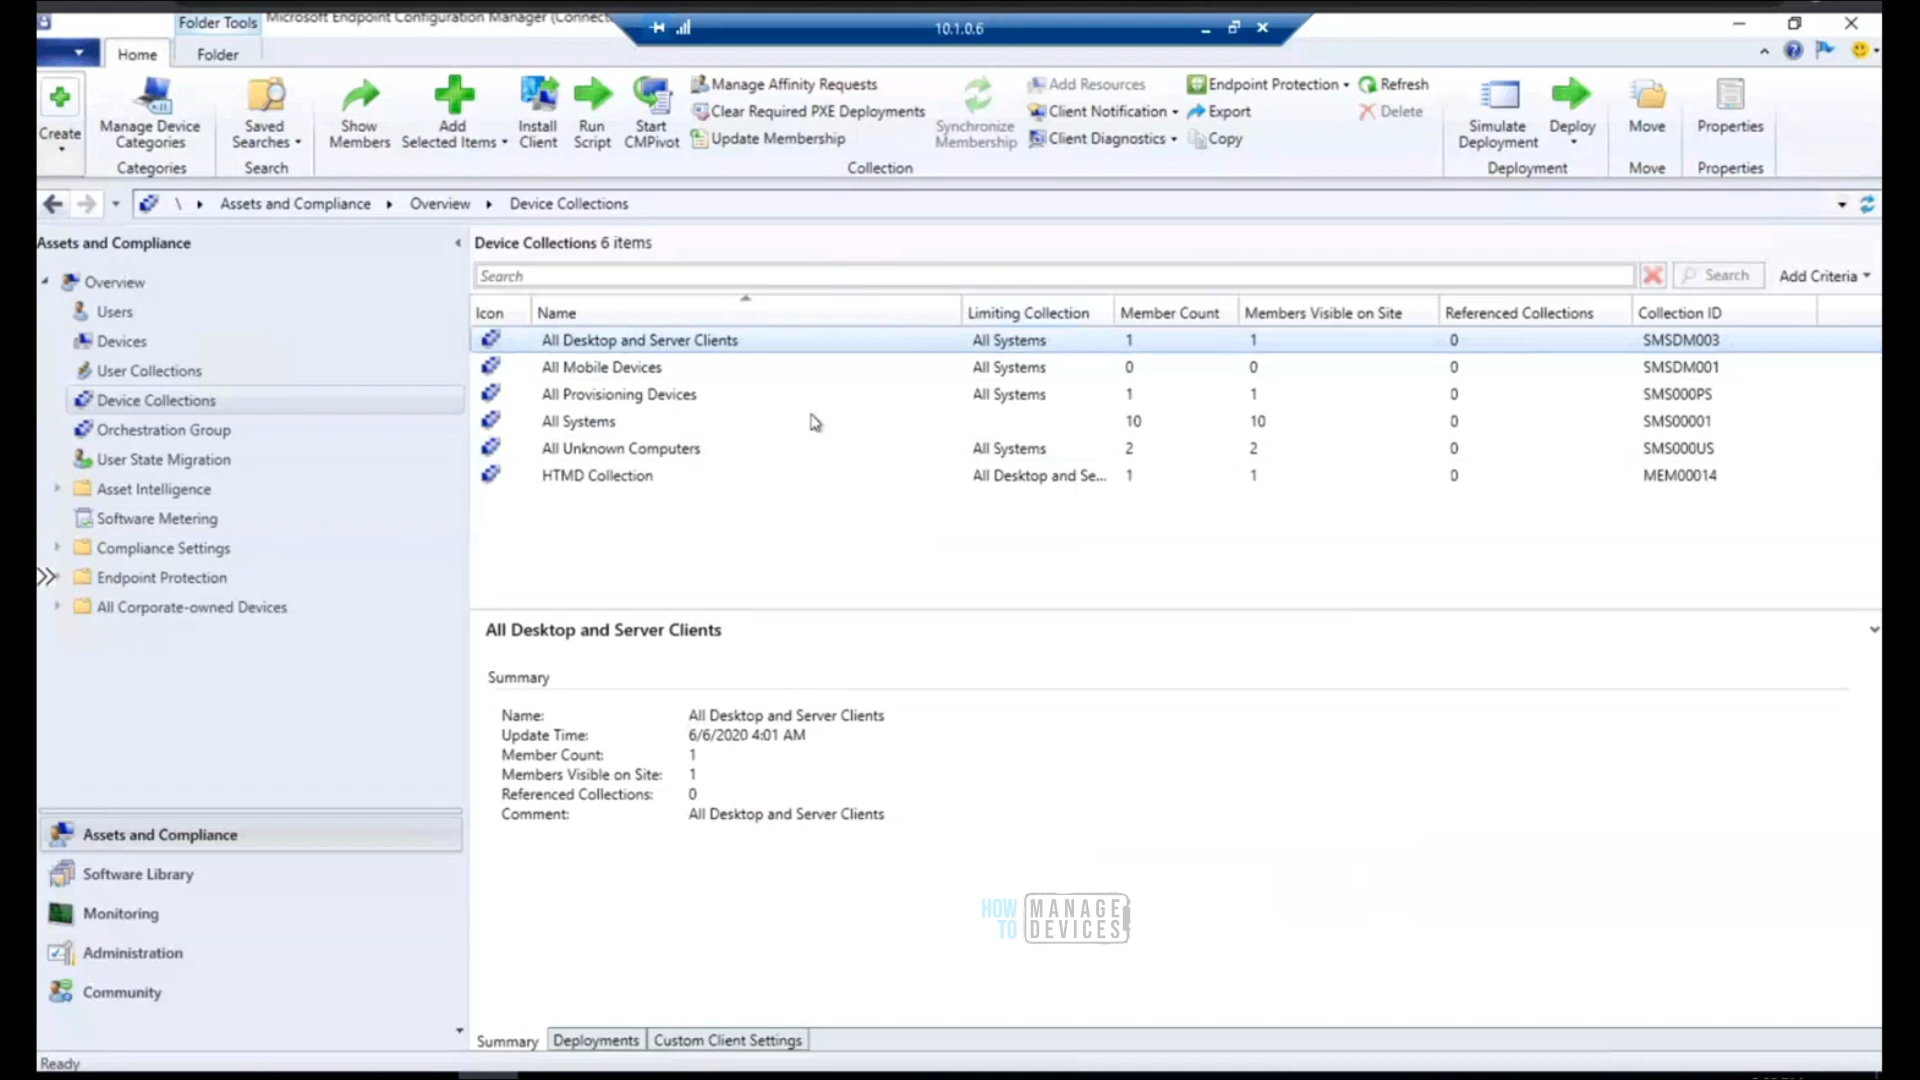 Folder Tools
Microsoft Endpoint Configuration Manager (Connect
10.1.0.6
Home
Folder
Create
Manage Device
Categories
Categories
Saved
Searches
Search
Show
Members
Add
Selected Items
Install
Client
Run
Script
Start
CMPivot
Manage Affinity Requests
Clear Required PXE Deployments
Update Membership
Synchronize
Membership
Add Resources
Client Notification
Client Diagnostics
Endpoint Protection
Export
Copy
Refresh
Delete
Collection
Simulate
Deployment
Deploy
Deployment
Move
Move
Properties
Properties
\ Assets and Compliance Overview Device Collections
Assets and Compliance
Overview
Users
Devices
User Collections
Device Collections
Orchestration Group
User State Migration
Asset Intelligence
Software Metering
Compliance Settings
Endpoint Protection
All Corporate-owned Devices
Assets and Compliance
Software Library
Monitoring
Administration
Community
Device Collections 6 items
Search
Search
Add Criteria
Icon Name Limiting Collection Member Count Members Visible on Site Referenced Collections Collection ID
All Desktop and Server Clients All Systems 1 1 0 SMSDM003
All Mobile Devices All Systems 0 0 0 SMSDM001
All Provisioning Devices All Systems 1 1 0 SMS000PS
All Systems 10 10 0 SMS00001
All Unknown Computers All Systems 2 2 0 SMS000US
HTMD Collection All Desktop and Se... 1 1 0 MEM00014
All Desktop and Server Clients
Summary
Name: All Desktop and Server Clients
Update Time: 6/6/2020 4:01 AM
Member Count: 1
Members Visible on Site: 1
Referenced Collections: 0
Comment: All Desktop and Server Clients
HOW TO
MANAGE
DEVICES
Summary Deployments Custom Client Settings
Ready